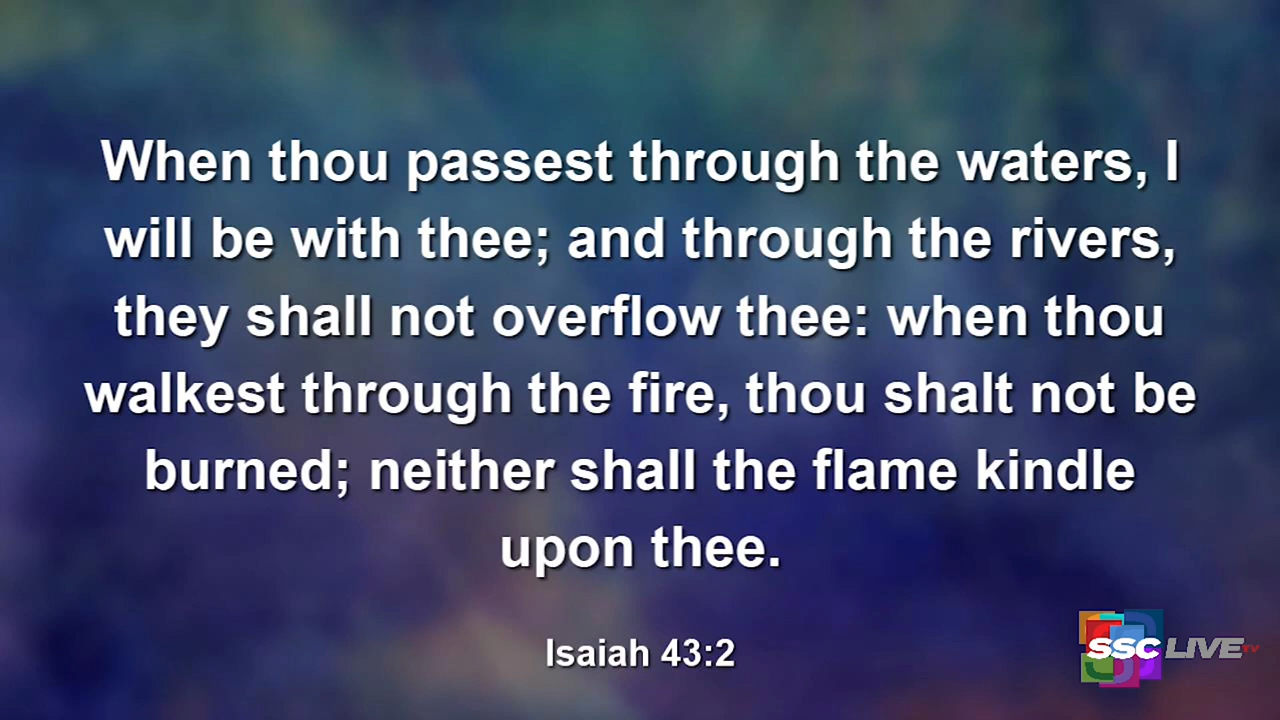 When thou passest through the waters, I
will be with thee; and through the rivers,
they shall not overflow thee: when thou
walkest through the fire, thou shalt not be
burned; neither shall the flame kindle
upon thee.
Isaiah 43:2
SSC LIVE TV